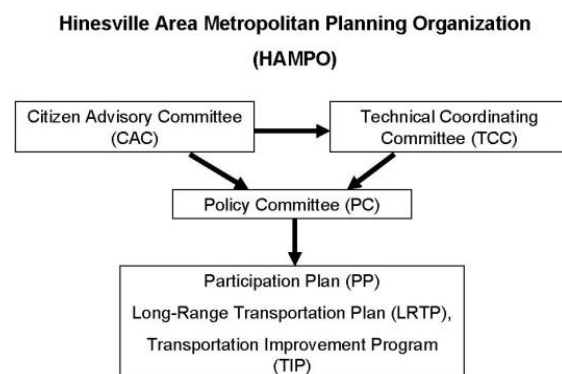 Hinesville Area Metropolitan Planning Organization
(HAMPO)
Citizen Advisory Committee
(CAC)
Technical Coordinating
Committee (TCC)
Policy Committee (PC)
Participation Plan (PP)
Long-Range Transportation Plan (LRTP),
Transportation Improvement Program
(TIP)